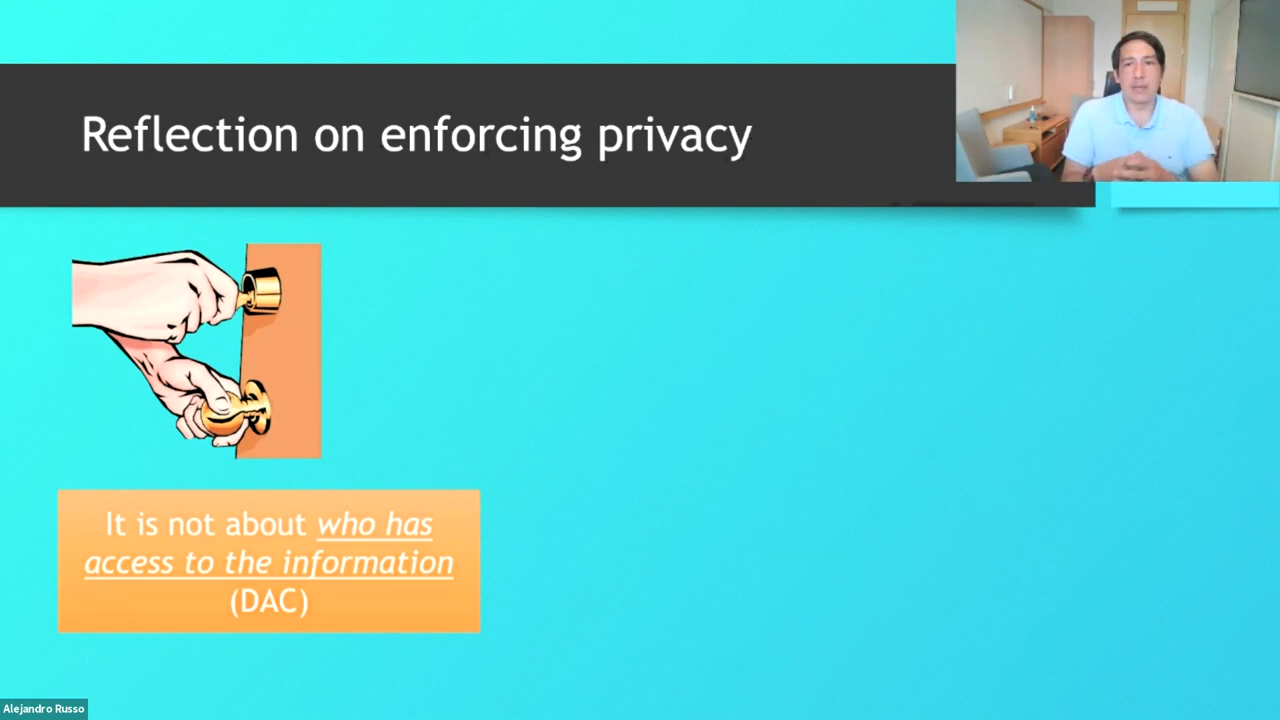 Reflection on enforcing privacy
It is not about who has
access to the information
(DAC)
Alejandro Russo